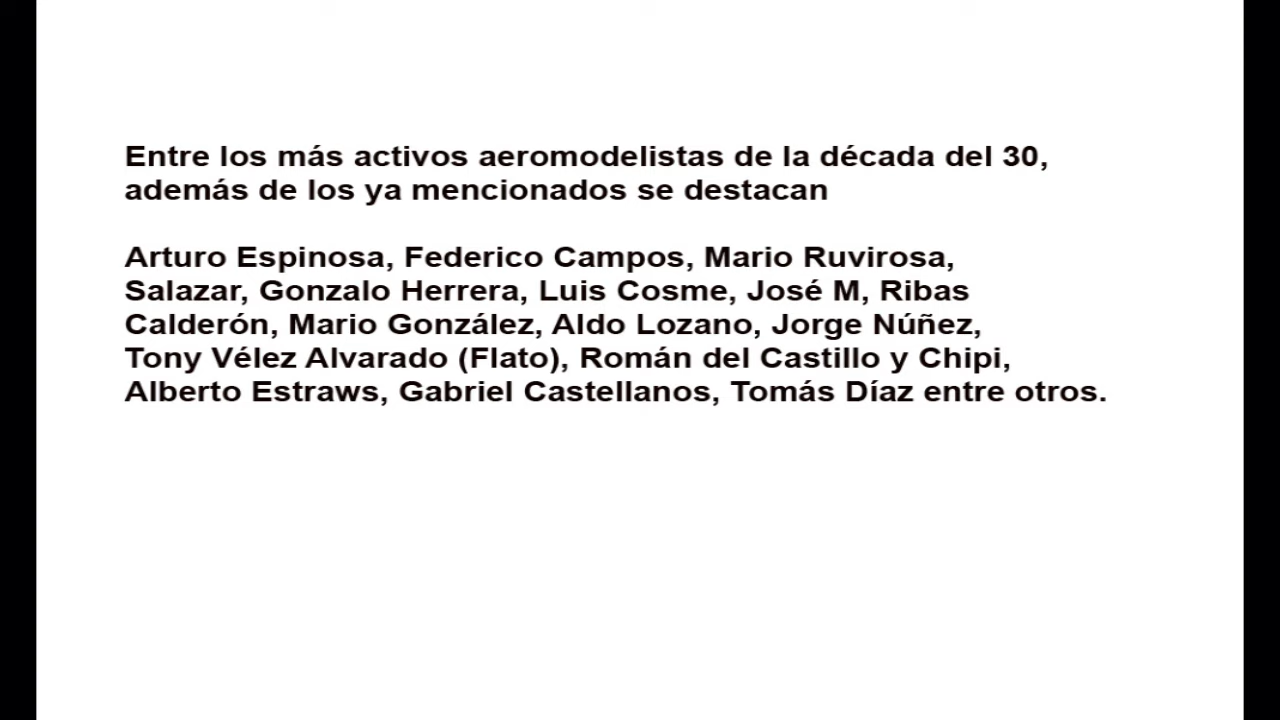 Entre los más activos aeromodelistas de la década del 30,
además de los ya mencionados se destacan
Arturo Espinosa, Federico Campos, Mario Ruvirosa,
Salazar, Gonzalo Herrera, Luis Cosme, José M, Ribas
Calderón, Mario González, Aldo Lozano, Jorge Núñez,
Tony Vélez Alvarado (Flato), Román del Castillo y Chipi,
Alberto Estraws, Gabriel Castellanos, Tomás Díaz entre otros.